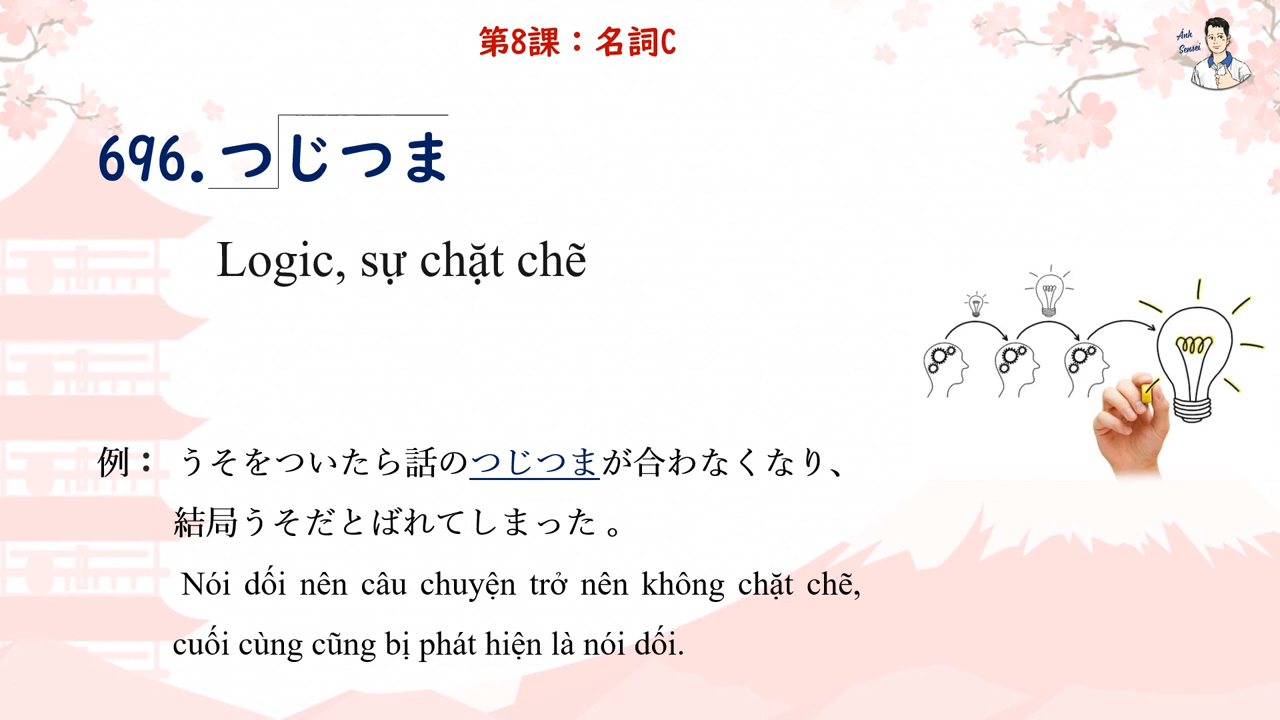 第8課：名詞C
Ánh
Sensei
696. つじつま
Logic, sự chặt chẽ
例： うそをついたら話のつじつまが合わなくなり、
結局うそだとばれてしまった。
Nói dối nên câu chuyện trở nên không chặt chẽ,
cuối cùng cũng bị phát hiện là nói dối.